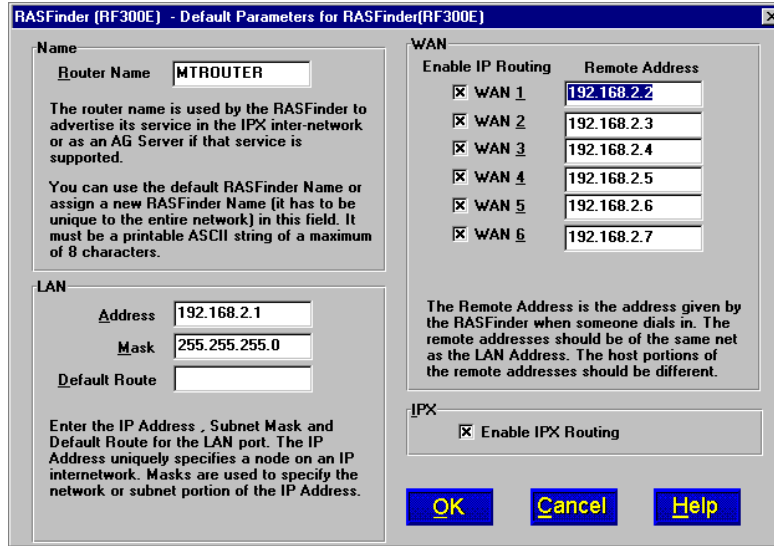 RASFinder (RF300E) - Default Parameters for RASFinder(RF300E)
Name
Router Name MTROUTER
The router name is used by the RASFinder to
advertise its service in the IPX inter-network
or as an AG Server if that service is
supported.
You can use the default RASFinder Name or
assign a new RASFinder Name (it has to be
unique to the entire network) in this field. It
must be a printable ASCII string of a maximum
of 8 characters.
LAN
Address 192.168.2.1
Mask 255.255.255.0
Default Route
Enter the IP Address , Subnet Mask and
Default Route for the LAN port. The IP
Address uniquely specifies a node on an IP
internetwork. Masks are used to specify the
network or subnet portion of the IP Address.
WAN
Enable IP Routing Remote Address
WAN 1 192.168.2.2
WAN 2 192.168.2.3
WAN 3 192.168.2.4
WAN 4 192.168.2.5
WAN 5 192.168.2.6
WAN 6 192.168.2.7
The Remote Address is the address given by
the RASFinder when someone dials in. The
remote addresses should be of the same net
as the LAN Address. The host portions of
the remote addresses should be different.
IPX
Enable IPX Routing
OK Cancel Help